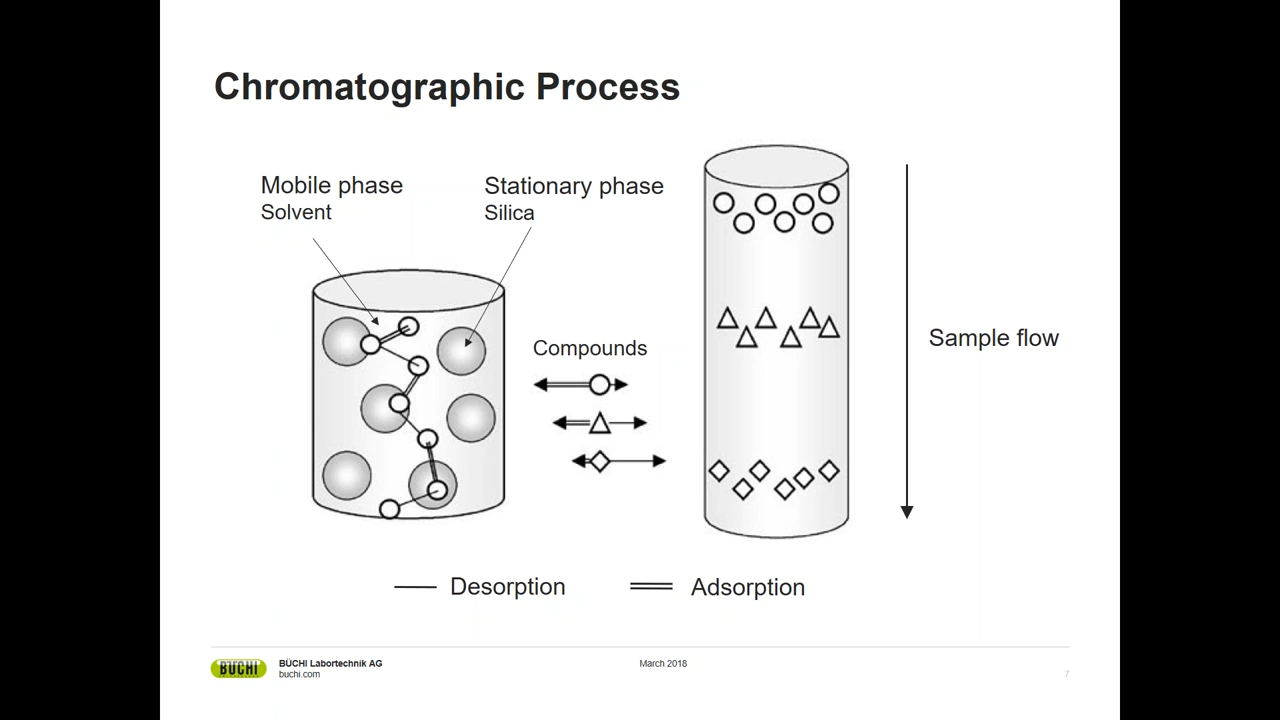 Chromatographic Process
Mobile phase
Solvent
Stationary phase
Silica
Compounds
Sample flow
Desorption
Adsorption
BUCHI
BÜCHI Labortechnik AG
buchi.com
March 2018
7